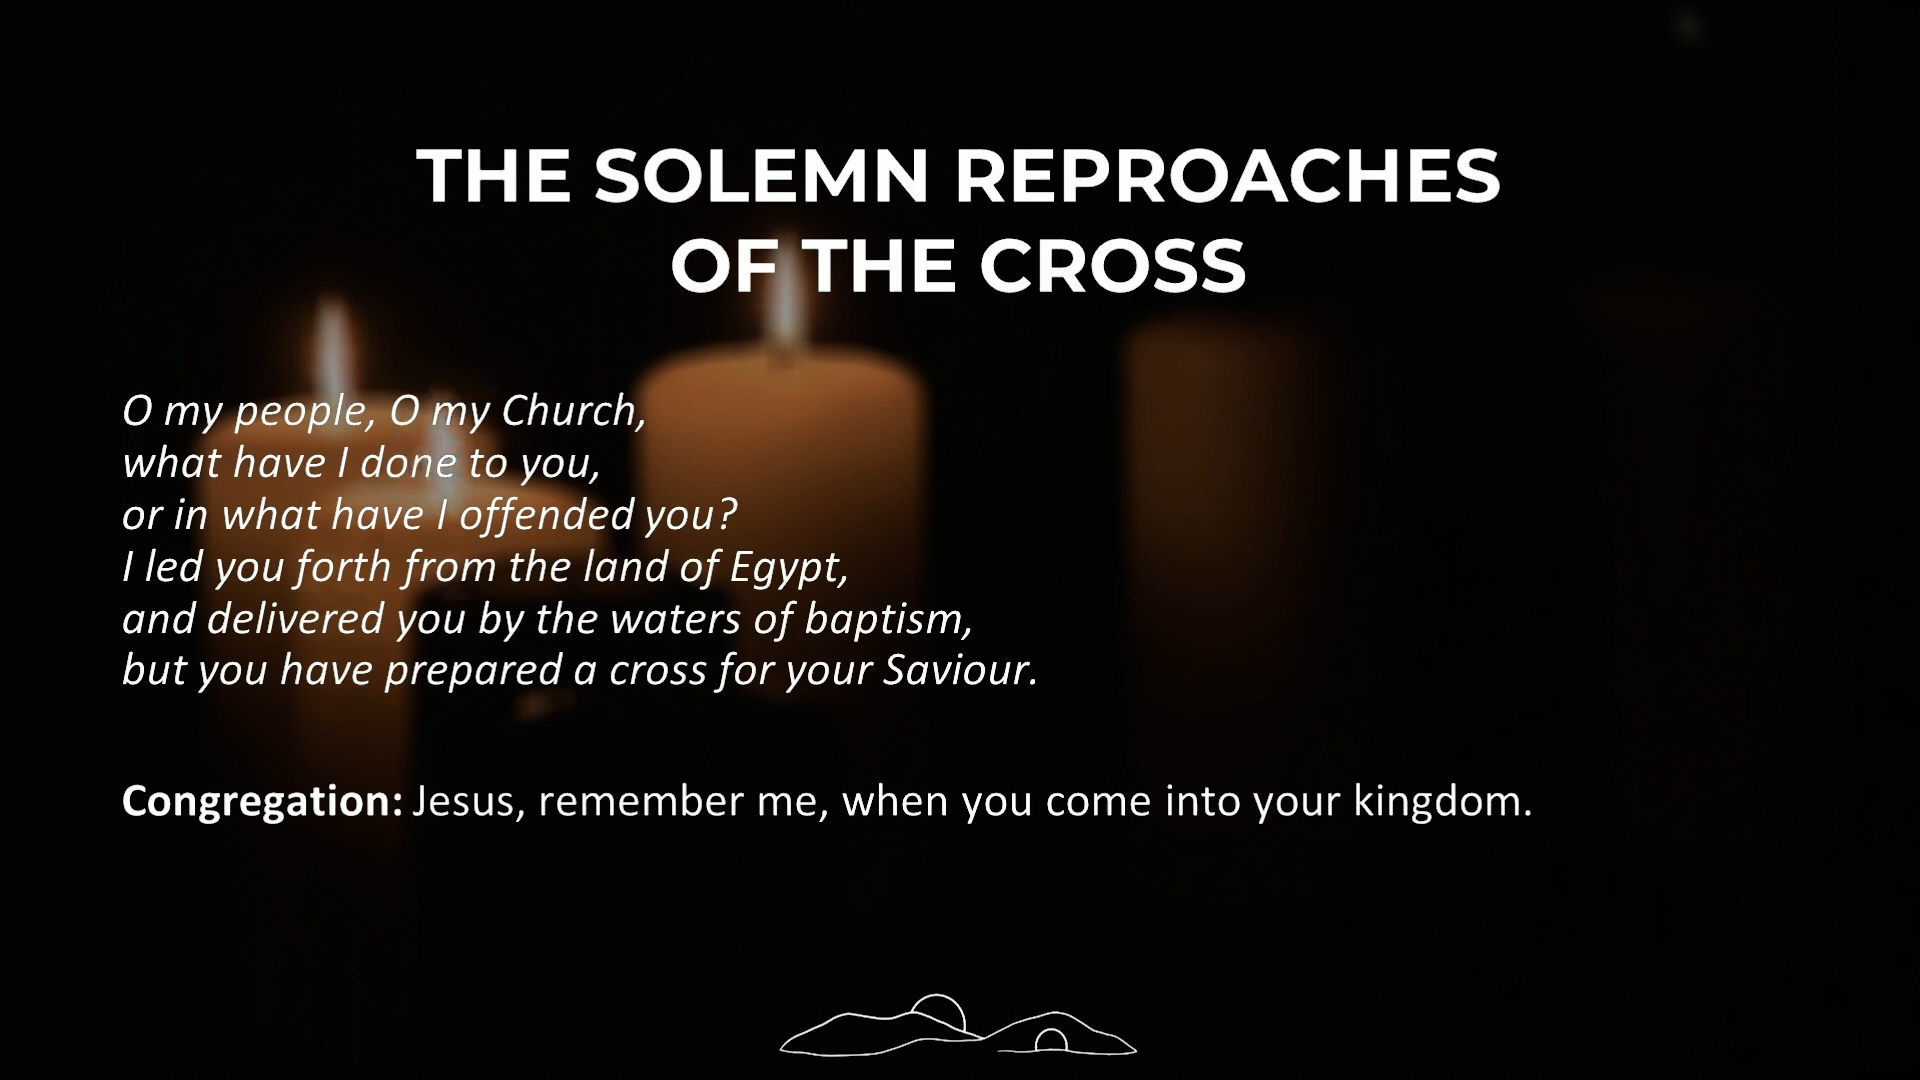 THE SOLEMN REPROACHES
OF THE CROSS
O my people, O my Church,
what have I done to you,
or in what have I offended you?
I led you forth from the land of Egypt,
and delivered you by the waters of baptism,
but you have prepared a cross for your Saviour.
Congregation: Jesus, remember me, when you come into your kingdom.